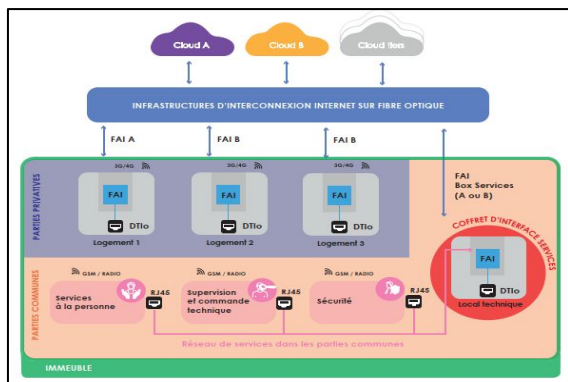 Cloud A
Cloud B
Cloud tiers
INFRASTRUCTURES D'INTERCONNEXION INTERNET SUR FIBRE OPTIQUE
FAI A
FAI B
FAI B
FAI
Box Services
(A ou B)
PARTIES PRIVATIVES
3G/4G
3G/4G
3G/4G
FAI
FAI
FAI
DTIo
DTIo
DTIo
Logement 1
Logement 2
Logement 3
COFFRET D'INTERFACE SERVICES
FAI
DTIo
Local technique
PARTIES COMMUNES
GSM / RADIO
GSM / RADIO
GSM / RADIO
Services
à la personne
RJ45
Supervision
et commande
technique
RJ45
Sécurité
RJ45
Réseau de services dans les parties communes
IMMEUBLE